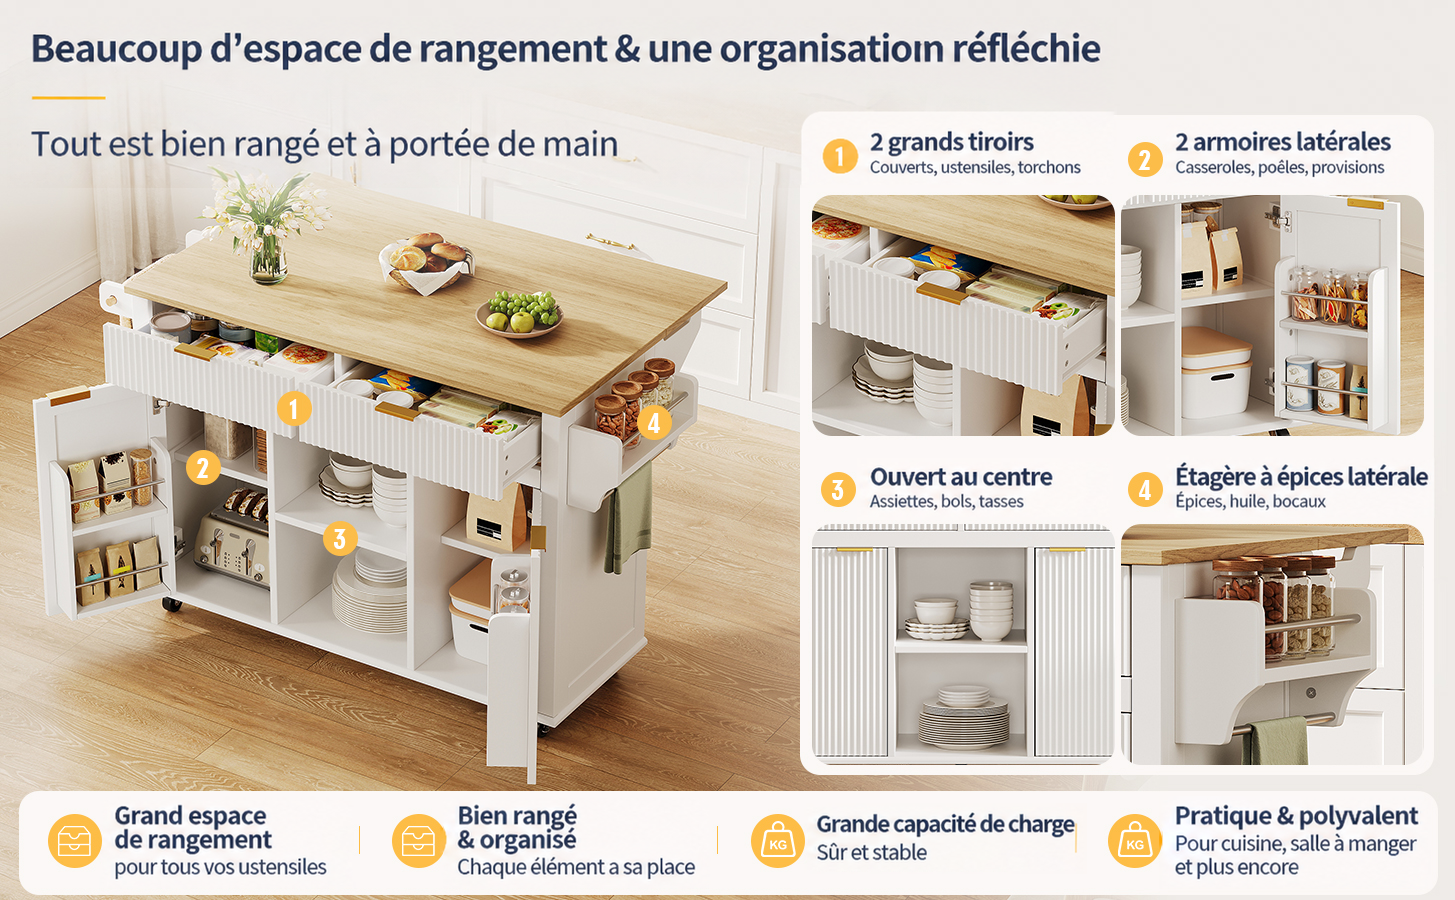 Beaucoup d’espace de rangement & une organisation réfléchie
Tout est bien rangé et à portée de main
1 2 grands tiroirs
Couverts, ustensiles, torchons
2 2 armoires latérales
Casseroles, poêles, provisions
1
2
3
4
3 Ouvert au centre
Assiettes, bols, tasses
4 Étagère à épices latérale
Épices, huile, bocaux
Grand espace
de rangement
pour tous vos ustensiles
Bien rangé
& organisé
Chaque élément a sa place
KG
Grande capacité de charge
Sûr et stable
KG
Pratique & polyvalent
Pour cuisine, salle à manger
et plus encore